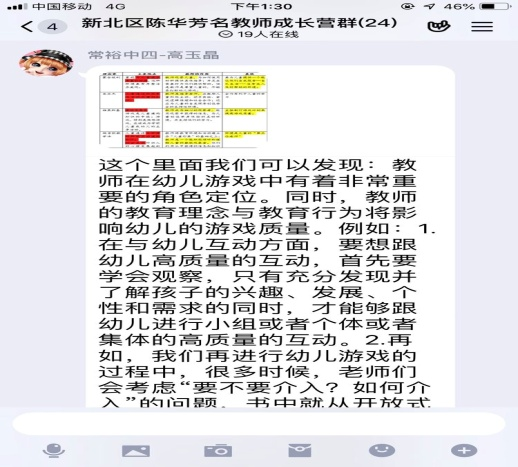 中国移动 4G
下午1:30
46%
4
新北区陈华芳名教师成长营群(24)
19人在线
常裕中四-高玉晶
这个里面我们可以发现：教
师在幼儿游戏中有着非常重
要的角色定位。同时，教师
的教育理念与教育行为将影
响幼儿的游戏质量。例如：1.
在与幼儿互动方面，要想跟
幼儿高质量的互动，首先要
学会观察，只有充分发现并
了解孩子的兴趣、发展、个
性和需求的同时，才能够跟
幼儿进行小组或者个体或者
集体的高质量的互动。2.再
如，我们再进行幼儿游戏的
过程中，很多时候，老师们
会考虑“要不要介入？如何介
入”的问题，书中就从开放式